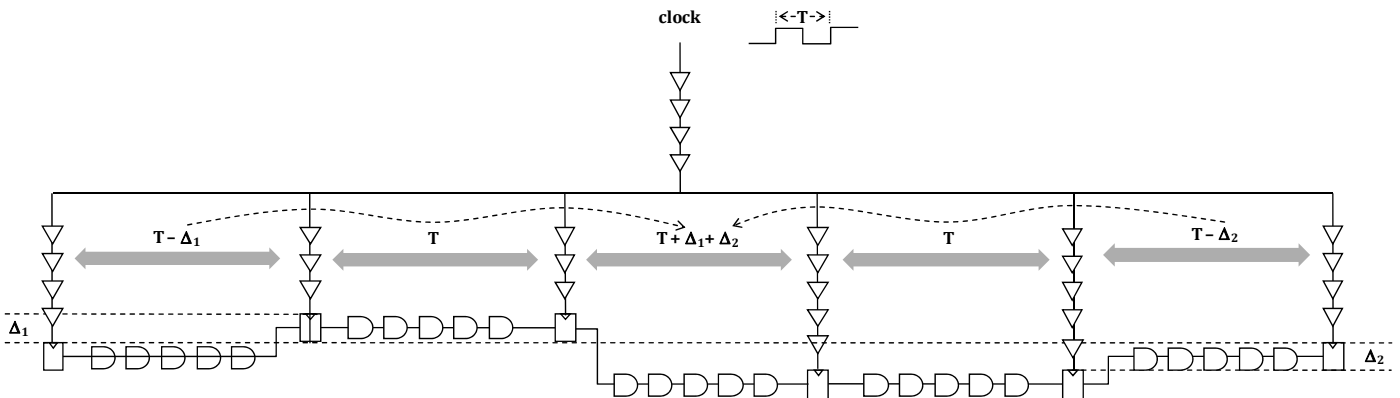 clock
<-T->
T – Δ₁
T
T + Δ₁ + Δ₂
T
T – Δ₂
Δ₁
Δ₂